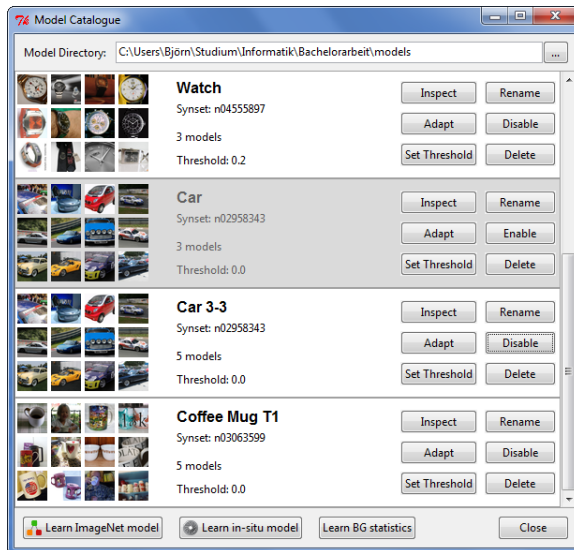 Model Catalogue
Model Directory: C:\Users\Björn\Studium\Informatik\Bachelorarbeit\models ...
Watch
Synset: n04555897
3 models
Threshold: 0.2
Inspect Rename
Adapt Disable
Set Threshold Delete
Car
Synset: n02958343
3 models
Threshold: 0.0
Inspect Rename
Adapt Enable
Set Threshold Delete
Car 3-3
Synset: n02958343
5 models
Threshold: 0.0
Inspect Rename
Adapt Disable
Set Threshold Delete
Coffee Mug T1
Synset: n03063599
5 models
Threshold: 0.0
Inspect Rename
Adapt Disable
Set Threshold Delete
Learn ImageNet model Learn in-situ model Learn BG statistics Close